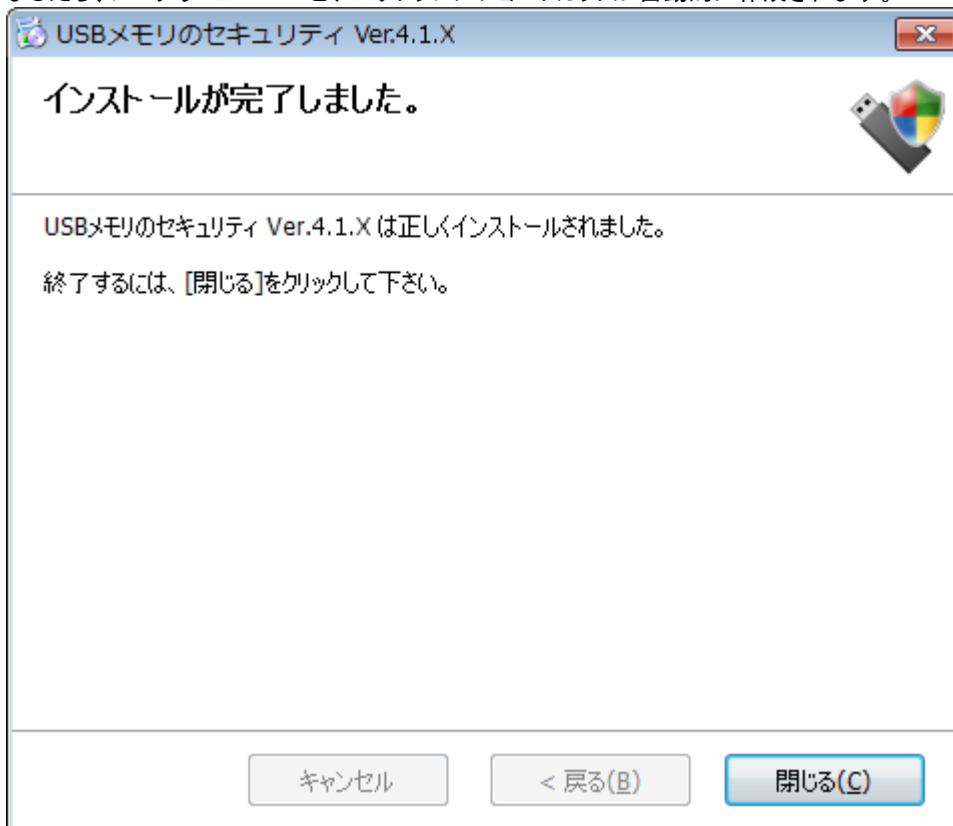 USBメモリのセキュリティ Ver.4.1.X
インストールが完了しました。
USBメモリのセキュリティ Ver.4.1.X は正しくインストールされました。
終了するには、[閉じる]をクリックして下さい。
キャンセル
< 戻る(B)
閉じる(C)